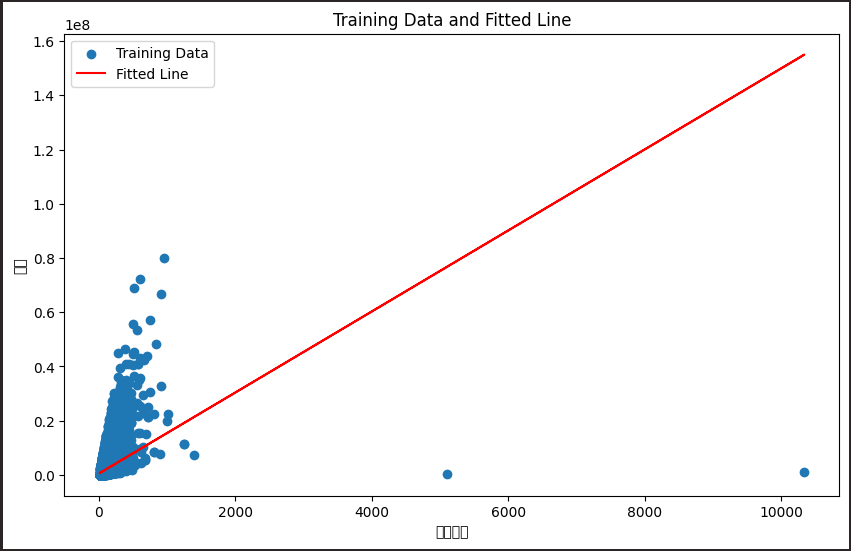 Training Data and Fitted Line
1e8
Training Data
Fitted Line
1.6
1.4
1.2
1.0
0.8
0.6
0.4
0.2
0.0
0 2000 4000 6000 8000 10000